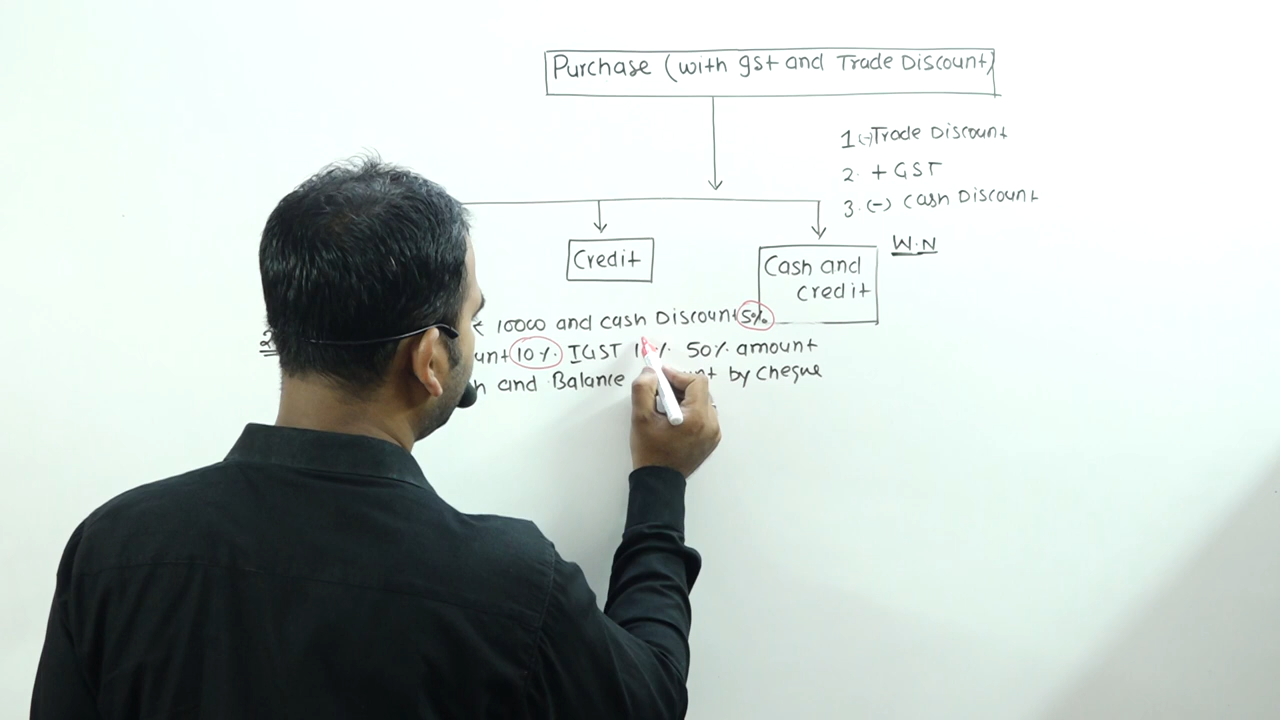 Purchase (with gst and Trade Discount)
1 (-) Trade Discount
2. + GST
3. (-) Cash Discount
W.N
Credit
Cash and
credit
10000 and cash Discount 5%
10% IGST 50% amount
and Balance by Cheque